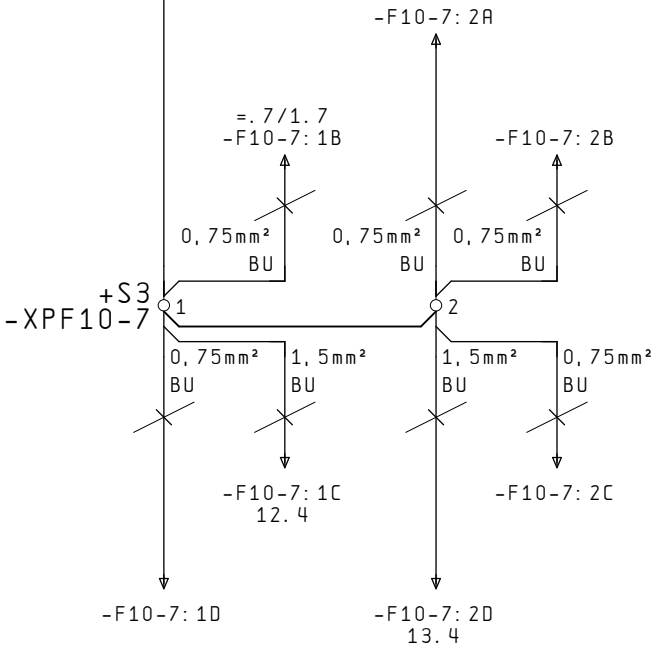 -F10-7:2A
=.7/1.7
-F10-7:1B
-F10-7:2B
0,75mm²
BU
0,75mm²
BU
0,75mm²
BU
+S3
-XPF10-7
1
2
0,75mm²
BU
1,5mm²
BU
1,5mm²
BU
0,75mm²
BU
-F10-7:1C
12.4
-F10-7:2C
-F10-7:1D
-F10-7:2D
13.4